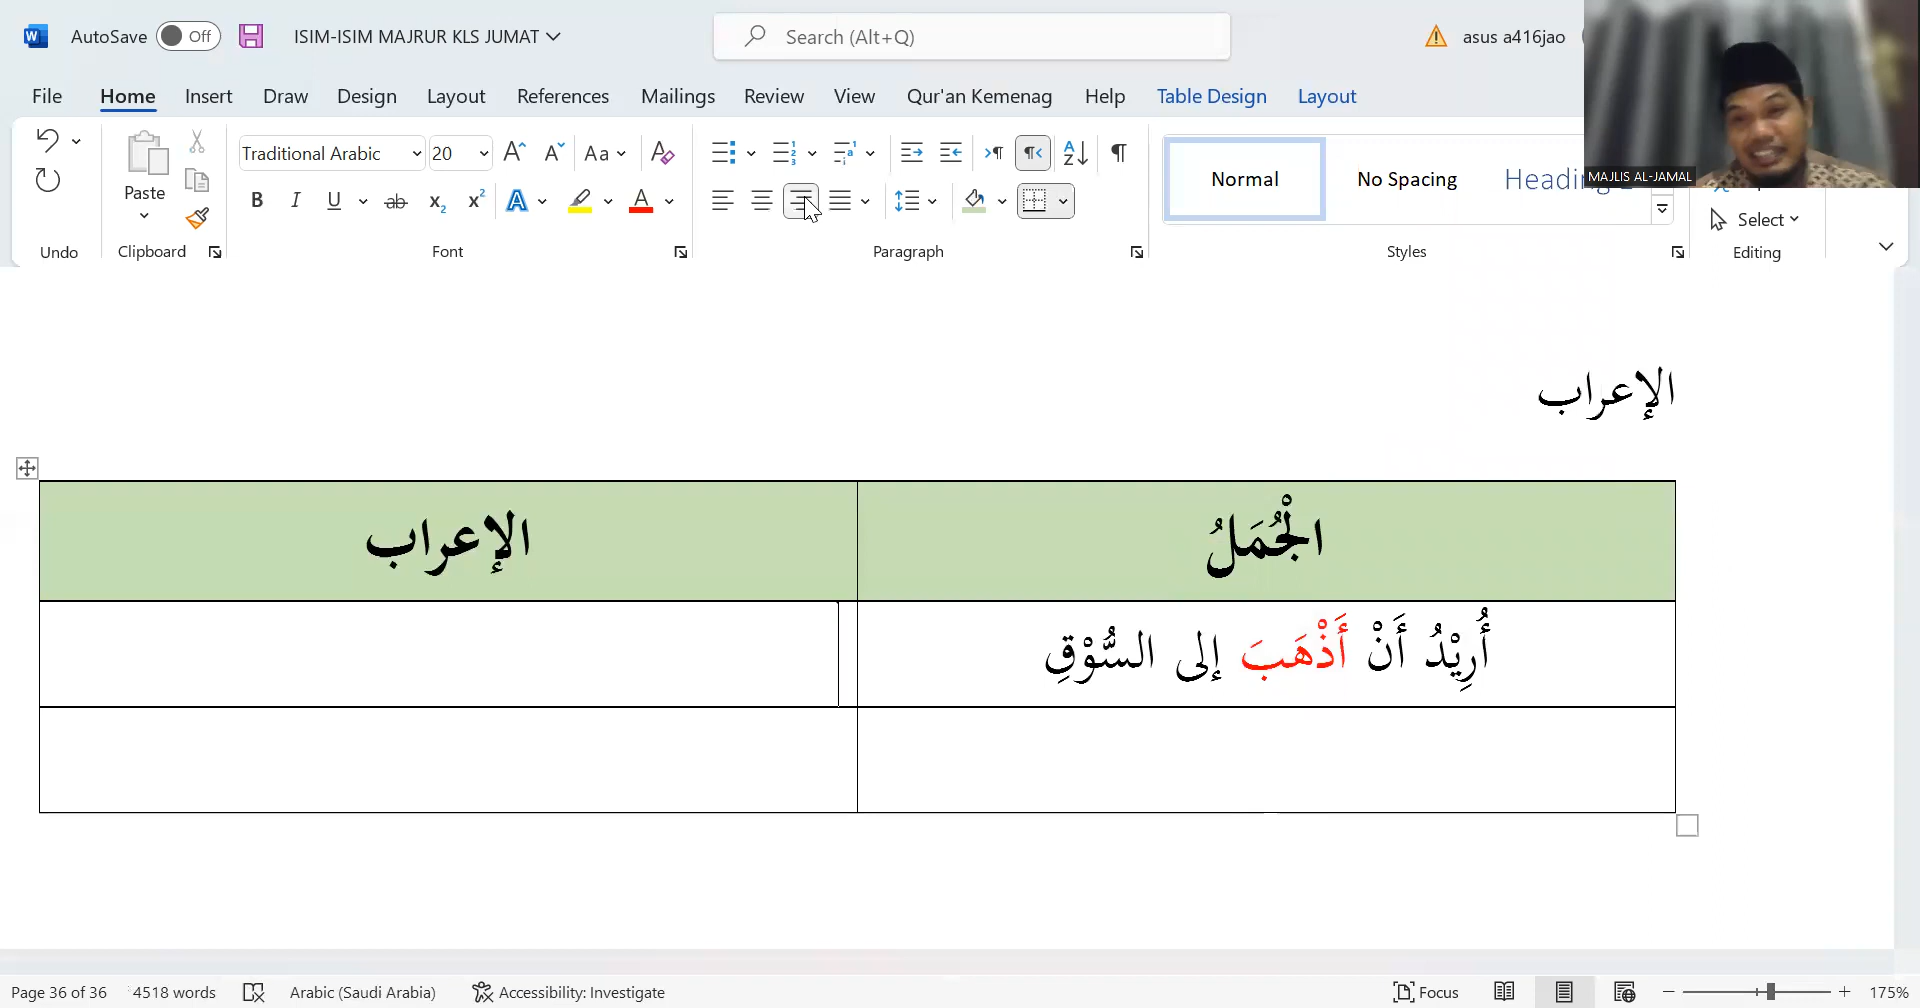 AutoSave Off ISIM-ISIM MAJRUR KLS JUMAT Search (Alt+Q) asus a416jao
File Home Insert Draw Design Layout References Mailings Review View Qur'an Kemenag Help Table Design Layout
MAJLIS AL-JAMAL
Traditional Arabic 20
Paste
Normal No Spacing
Select
Undo Clipboard Font Paragraph Styles Editing
الإعراب
الْجُمَلُ الإعراب
أُرِيْدُ أَنْ أَذْهَبَ إلى السُّوْقِ
Page 36 of 36 4518 words Arabic (Saudi Arabia) Accessibility: Investigate Focus 175%